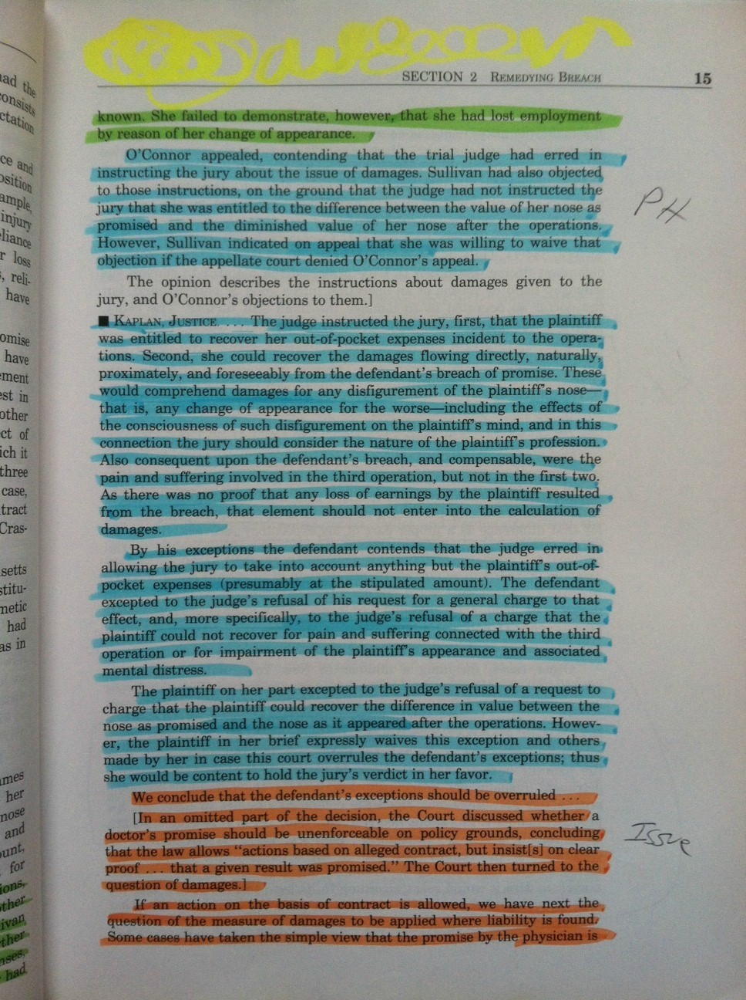 SECTION 2 REMEDYING BREACH 15
known. She failed to demonstrate, however, that she had lost employment
by reason of her change of appearance.
O'Connor appealed, contending that the trial judge had erred in
instructing the jury about the issue of damages. Sullivan had also objected
to those instructions, on the ground that the judge had not instructed the
jury that she was entitled to the difference between the value of her nose as
promised and the diminished value of her nose after the operations.
However, Sullivan indicated on appeal that she was willing to waive that
objection if the appellate court denied O'Connor's appeal.
PH
The opinion describes the instructions about damages given to the
jury, and O'Connor's objections to them.]
■ KAPLAN, JUSTICE. ... The judge instructed the jury, first, that the plaintiff
was entitled to recover her out-of-pocket expenses incident to the opera-
tions. Second, she could recover the damages flowing directly, naturally,
proximately, and foreseeably from the defendant's breach of promise. These
would comprehend damages for any disfigurement of the plaintiff's nose—
that is, any change of appearance for the worse—including the effects of
the consciousness of such disfigurement on the plaintiff's mind, and in this
connection the jury should consider the nature of the plaintiff's profession.
Also consequent upon the defendant's breach, and compensable, were the
pain and suffering involved in the third operation, but not in the first two.
As there was no proof that any loss of earnings by the plaintiff resulted
from the breach, that element should not enter into the calculation of
damages.
By his exceptions the defendant contends that the judge erred in
allowing the jury to take into account anything but the plaintiff's out-of-
pocket expenses (presumably at the stipulated amount). The defendant
excepted to the judge's refusal of his request for a general charge to that
effect, and, more specifically, to the judge's refusal of a charge that the
plaintiff could not recover for pain and suffering connected with the third
operation or for impairment of the plaintiff's appearance and associated
mental distress.
The plaintiff on her part excepted to the judge's refusal of a request to
charge that the plaintiff could recover the difference in value between the
nose as promised and the nose as it appeared after the operations. Howev-
er, the plaintiff in her brief expressly waives this exception and others
made by her in case this court overrules the defendant's exceptions; thus
she would be content to hold the jury's verdict in her favor.
We conclude that the defendant's exceptions should be overruled ...
[In an omitted part of the decision, the Court discussed whether a
doctor's promise should be unenforceable on policy grounds, concluding
that the law allows "actions based on alleged contract, but insist[s] on clear
proof ... that a given result was promised." The Court then turned to the
question of damages.]
Issue
If an action on the basis of contract is allowed, we have next the
question of the measure of damages to be applied where liability is found.
Some cases have taken the simple view that the promise by the physician is